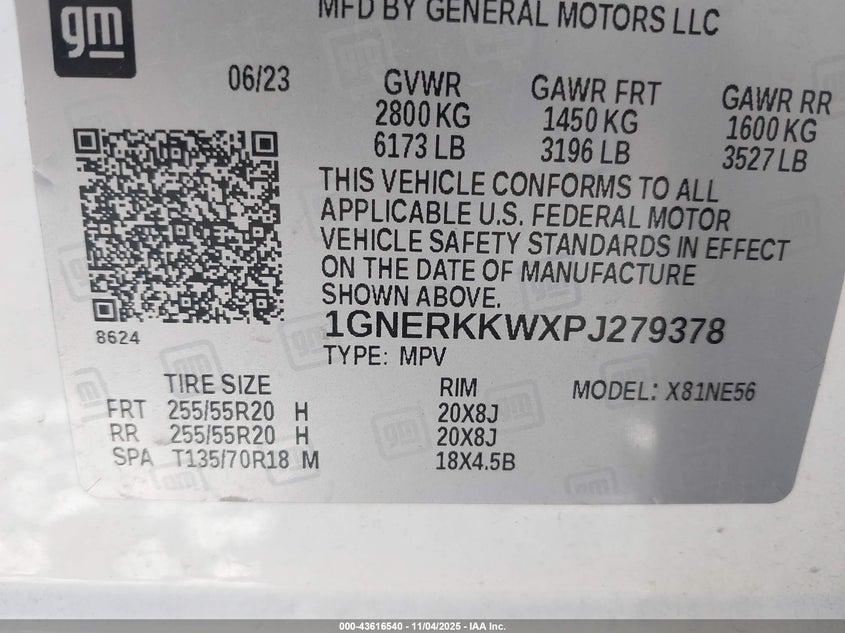 gm
MFD BY GENERAL MOTORS LLC
06/23
GVWR
2800 KG
6173 LB
GAWR FRT
1450 KG
3196 LB
GAWR RR
1600 KG
3527 LB
THIS VEHICLE CONFORMS TO ALL
APPLICABLE U.S. FEDERAL MOTOR
VEHICLE SAFETY STANDARDS IN EFFECT
ON THE DATE OF MANUFACTURE
SHOWN ABOVE.
8624
1GNERKKWXPJ279378
TYPE: MPV
TIRE SIZE RIM MODEL: X81NE56
FRT 255/55R20 H 20X8J
RR 255/55R20 H 20X8J
SPA T135/70R18 M 18X4.5B
000-43616540 - 11/04/2025 - IAA Inc.